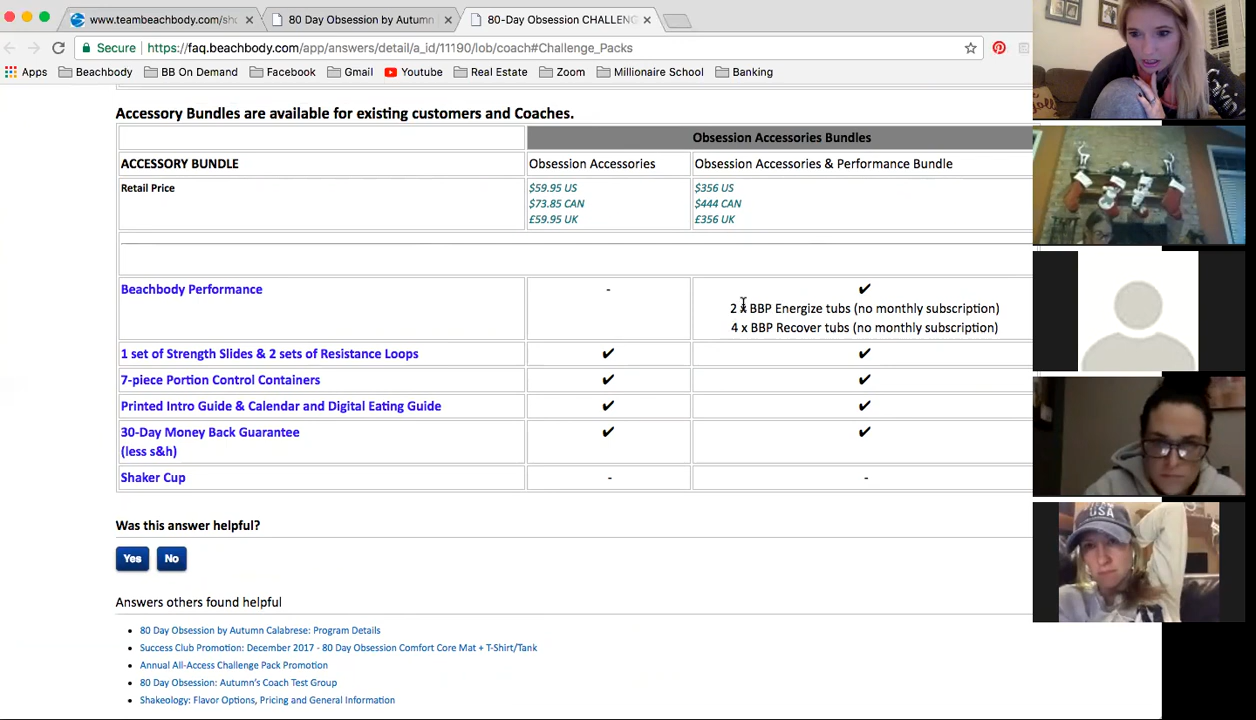 www.teambeachbody.com/sh
80 Day Obsession by Autumn
80-Day Obsession CHALLENG
Secure
https://faq.beachbody.com/app/answers/detail/a_id/11190/lob/coach#Challenge_Packs
Apps Beachbody BB On Demand Facebook Gmail Youtube Real Estate Zoom Millionaire School Banking
Accessory Bundles are available for existing customers and Coaches.
Obsession Accessories Bundles
ACCESSORY BUNDLE Obsession Accessories Obsession Accessories & Performance Bundle
Retail Price $59.95 US $356 US
$73.85 CAN $444 CAN
£59.95 UK £356 UK
Beachbody Performance - ✔
2 x BBP Energize tubs (no monthly subscription)
4 x BBP Recover tubs (no monthly subscription)
1 set of Strength Slides & 2 sets of Resistance Loops ✔ ✔
7-piece Portion Control Containers ✔ ✔
Printed Intro Guide & Calendar and Digital Eating Guide ✔ ✔
30-Day Money Back Guarantee ✔ ✔
(less s&h)
Shaker Cup - -
Was this answer helpful?
Yes No
Answers others found helpful
80 Day Obsession by Autumn Calabrese: Program Details
Success Club Promotion: December 2017 - 80 Day Obsession Comfort Core Mat + T-Shirt/Tank
Annual All-Access Challenge Pack Promotion
80 Day Obsession: Autumn's Coach Test Group
Shakeology: Flavor Options, Pricing and General Information
USA